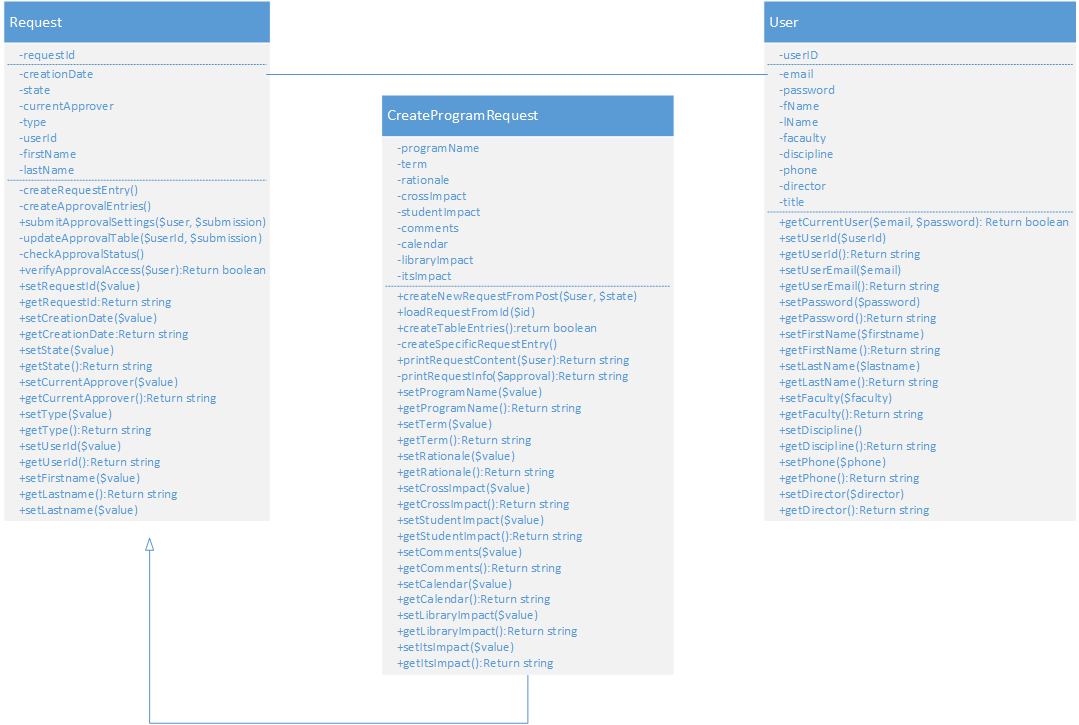 Request
-requestId
-creationDate
-state
-currentApprover
-type
-userId
-firstName
-lastName
-createRequestEntry()
-createApprovalEntries()
+submitApprovalSettings($user, $submission)
-updateApprovalTable($userId, $submission)
-checkApprovalStatus()
+verifyApprovalAccess($user):Return boolean
+setRequestId($value)
+getRequestId:Return string
+setCreationDate($value)
+getCreationDate:Return string
+setState($value)
+getState():Return string
+setCurrentApprover($value)
+getCurrentApprover():Return string
+setType($value)
+getType():Return string
+setUserId($value)
+getUserId():Return string
+setFirstname($value)
+getLastname():Return string
+setLastname($value)
CreateProgramRequest
-programName
-term
-rationale
-crossImpact
-studentImpact
-comments
-calendar
-libraryImpact
-itsImpact
+createNewRequestFromPost($user, $state)
+loadRequestFromId($id)
+createTableEntries():return boolean
-createSpecificRequestEntry()
+printRequestContent($user):Return string
-printRequestInfo($approval):Return string
+setProgramName($value)
+getProgramName():Return string
+setTerm($value)
+getTerm():Return string
+setRationale($value)
+getRationale():Return string
+setCrossImpact($value)
+getCrossImpact():Return string
+setStudentImpact($value)
+getStudentImpact():Return string
+setComments($value)
+getComments():Return string
+setCalendar($value)
+getCalendar():Return string
+setLibraryImpact($value)
+getLibraryImpact():Return string
+setItsImpact($value)
+getItsImpact():Return string
User
-userID
-email
-password
-fName
-lName
-facaulty
-discipline
-phone
-director
-title
+getCurrentUser($email, $password): Return boolean
+setUserId($userId)
+getUserId():Return string
+setUserEmail($email)
+getUserEmail():Return string
+setPassword($password)
+getPassword():Return string
+setFirstName($firstname)
+getFirstName():Return string
+setLastName($lastname)
+getLastName():Return string
+setFaculty($faculty)
+getFaculty():Return string
+setDiscipline()
+getDiscipline():Return string
+setPhone($phone)
+getPhone():Return string
+setDirector($director)
+getDirector():Return string